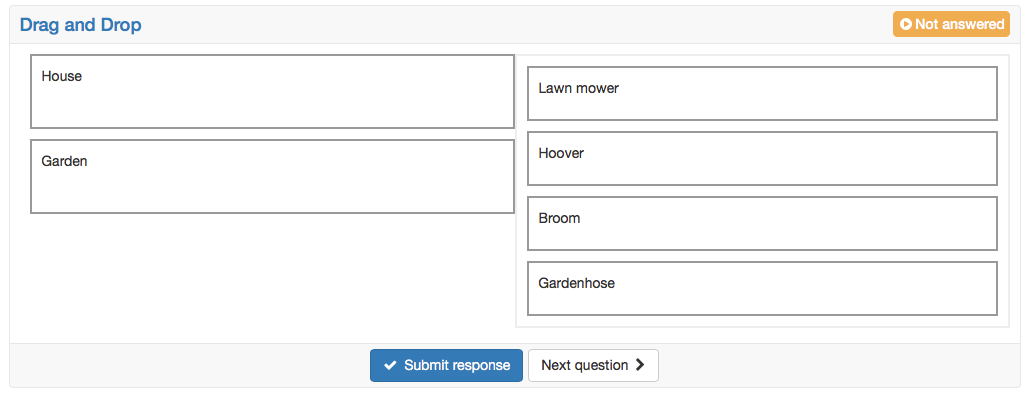 Drag and Drop
Not answered
House
Garden
Lawn mower
Hoover
Broom
Gardenhose
Submit response
Next question